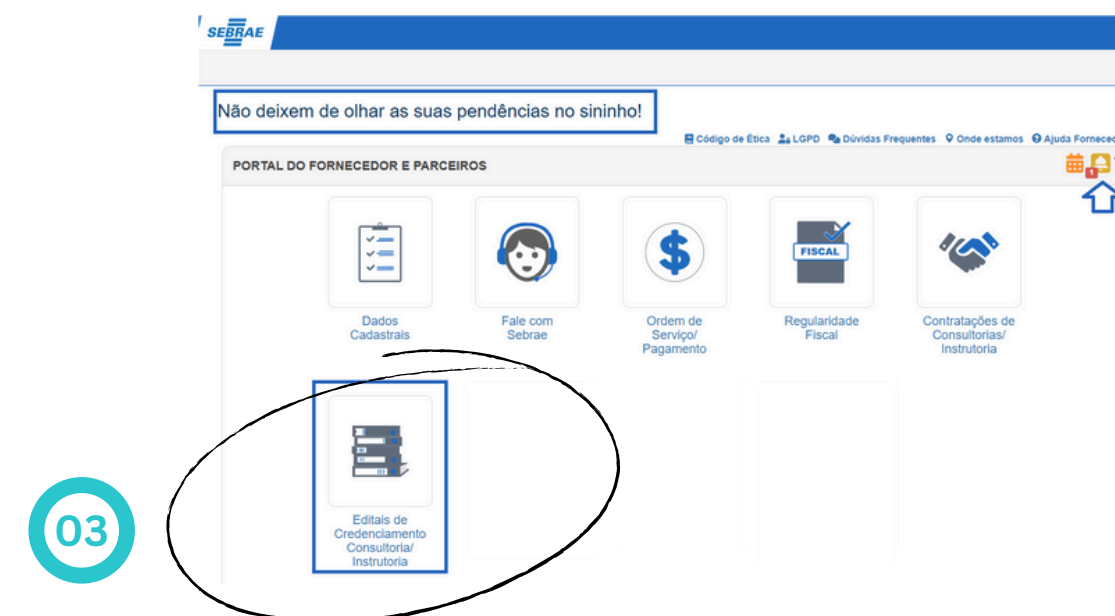 SEBRAE
Não deixem de olhar as suas pendências no sininho!
Código de Ética LGPD Dúvidas Frequentes Onde estamos Ajuda Fornecedo
PORTAL DO FORNECEDOR E PARCEIROS
1
FISCAL
Dados
Cadastrais
Fale com
Sebrae
Ordem de
Serviço/
Pagamento
Regularidade
Fiscal
Contratações de
Consultorias/
Instrutoria
03
Editais de
Credenciamento
Consultoria/
Instrutoria